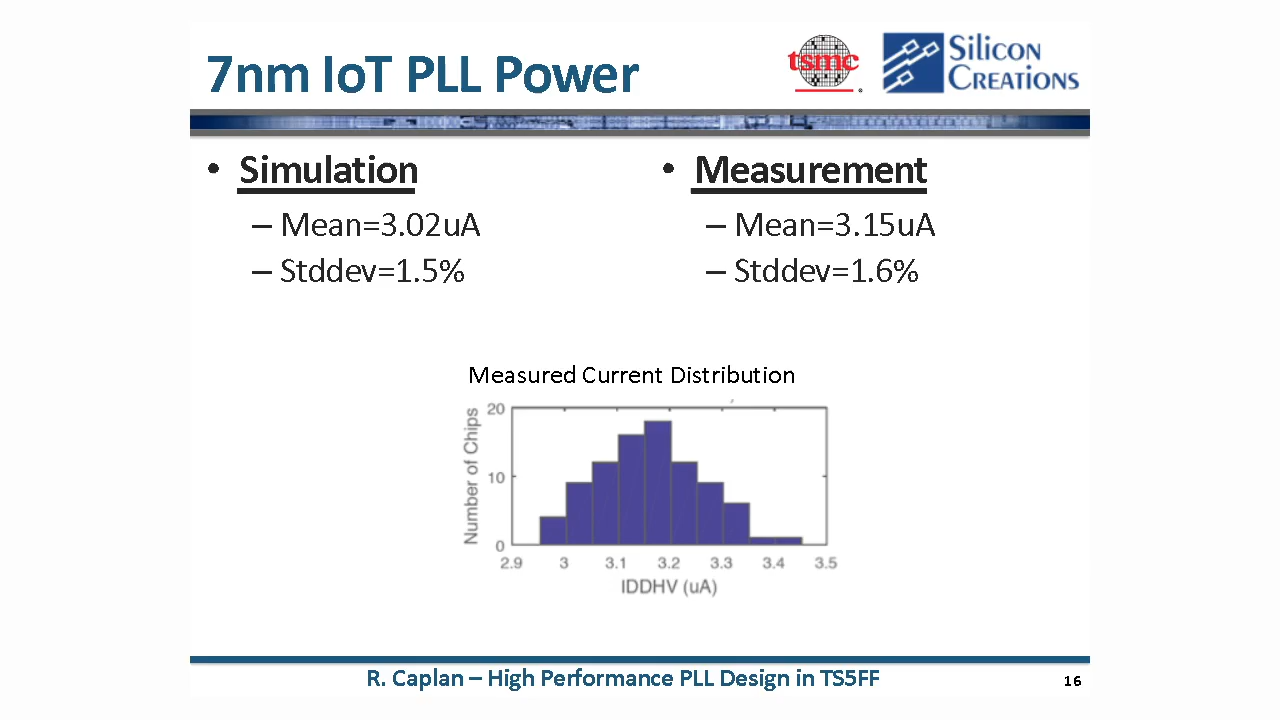 7nm IoT PLL Power
tsmc
®
Silicon
CREATIONS
• Simulation
– Mean=3.02uA
– Stddev=1.5%
• Measurement
– Mean=3.15uA
– Stddev=1.6%
Measured Current Distribution
Number of Chips
20
10
0
2.9 3 3.1 3.2 3.3 3.4 3.5
IDDHV (uA)
R. Caplan – High Performance PLL Design in TS5FF
16